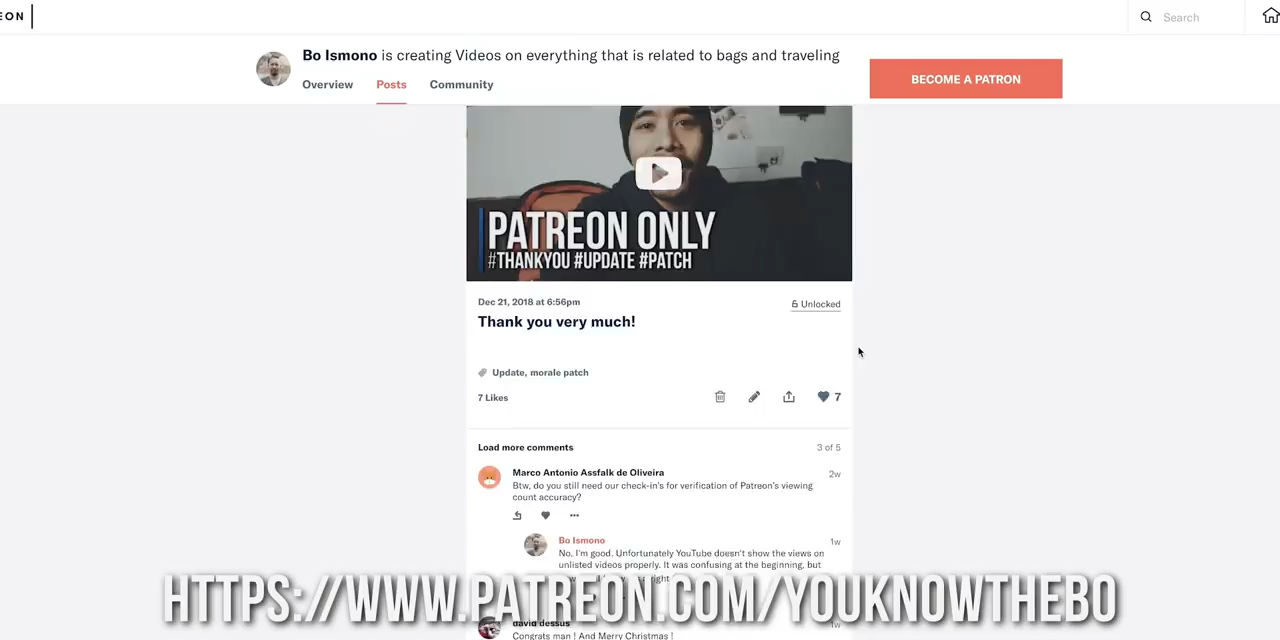 EON
Search
Bo Ismono is creating Videos on everything that is related to bags and traveling
Overview Posts Community
BECOME A PATRON
PATREON ONLY
#THANKYOU #UPDATE #PATCH
Dec 21, 2018 at 6:56pm
Unlocked
Thank you very much!
Update, morale patch
7 Likes
7
Load more comments
3 of 5
Marco Antonio Assfalk de Oliveira
2w
Btw, do you still need our check-in's for verification of Patreon's viewing
count accuracy?
Bo Ismono
1w
No, I'm good. Unfortunately YouTube doesn't show the views on
unlisted videos properly. It was confusing at the beginning, but
right
HTTPS://WWW.PATREON.COM/YOUKNOWTHEBO
david dessus
1w
Congrats man ! And Merry Christmas !